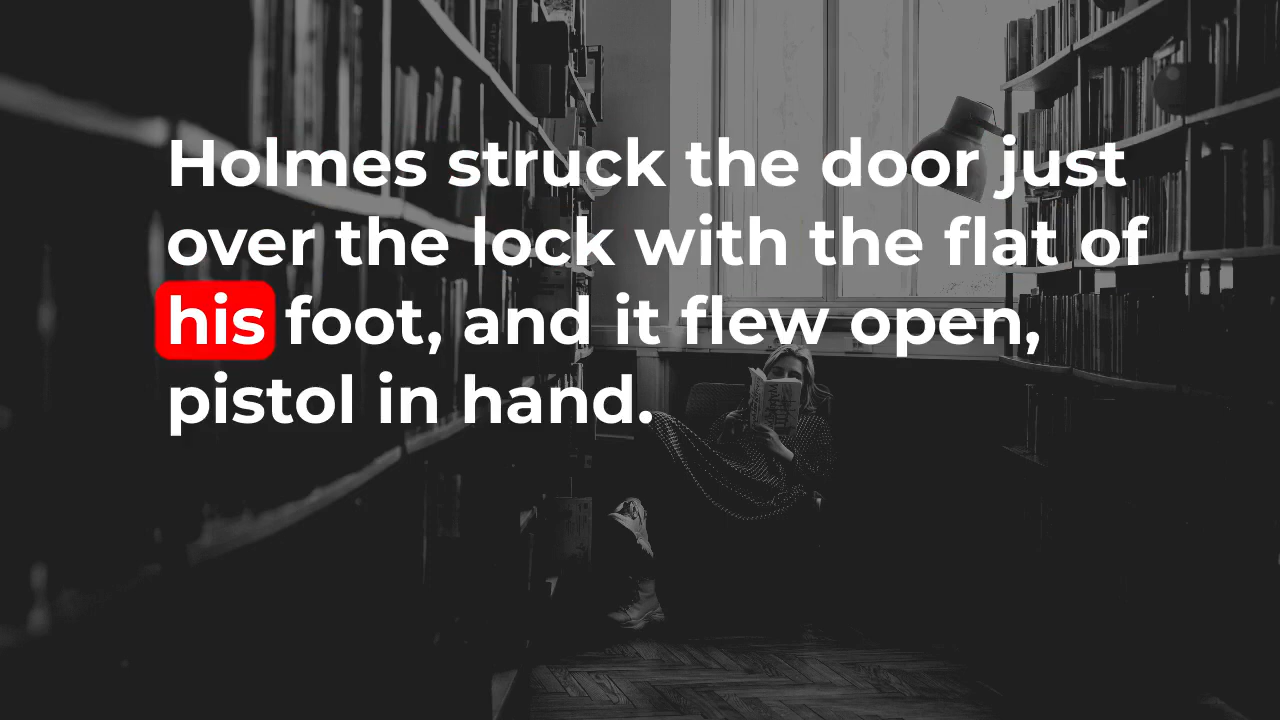 Holmes struck the door just
over the lock with the flat of
his foot, and it flew open,
pistol in hand.